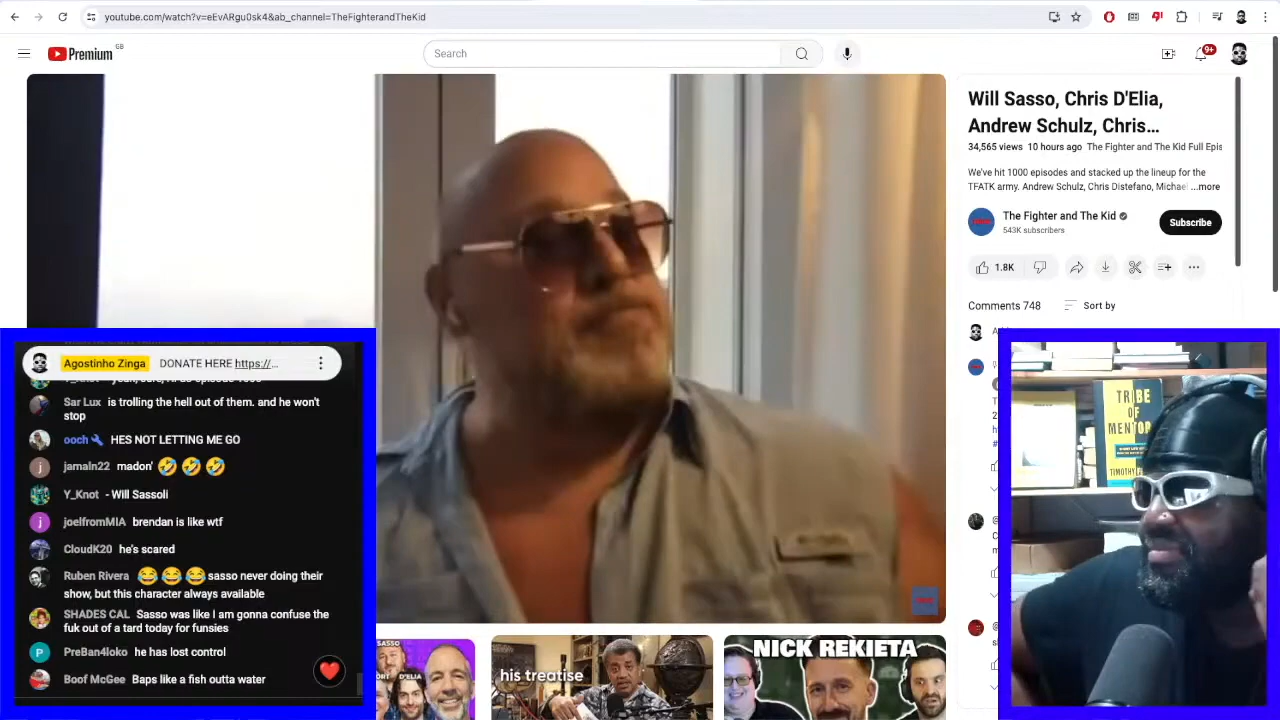 youtube.com/watch?v=eEvARgu0sk4&ab_channel=TheFighterandTheKid
Premium GB
Search
9+
Will Sasso, Chris D'Elia,
Andrew Schulz, Chris...
34,565 views 10 hours ago The Fighter and The Kid Full Epis
We've hit 1000 episodes and stacked up the lineup for the
TFATK army. Andrew Schulz, Chris Distefano, Michael ...more
The Fighter and The Kid
543K subscribers
Subscribe
1.8K
Comments 748
Sort by
Agostinho Zinga DONATE HERE https://...
Sar Lux is trolling the hell out of them. and he won't
stop
ooch HES NOT LETTING ME GO
jamaln22 madon' 🤣 🤣 🤣
Y_Knot - Will Sassoli
joelfromMIA brendan is like wtf
CloudK20 he's scared
Ruben Rivera 😂 😂 😂 sasso never doing their
show, but this character always available
SHADES CAL Sasso was like I am gonna confuse the
fuk out of a tard today for funsies
PreBan4loko he has lost control
Boof McGee Baps like a fish outta water
TRIBE
OF
MENTOR
his treatise
NICK REKIETA